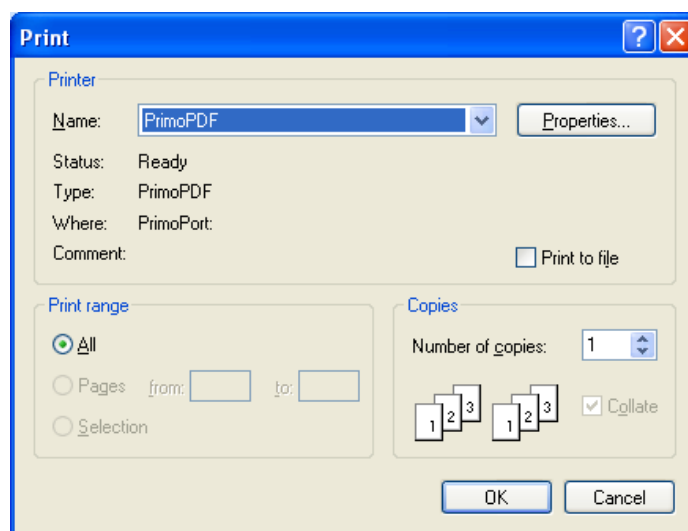 Print
Printer
Name: PrimoPDF Properties...
Status: Ready
Type: PrimoPDF
Where: PrimoPort:
Comment:
Print to file
Print range
All
Pages from: to:
Selection
Copies
Number of copies: 1
1 2 3 1 2 3
Collate
OK Cancel